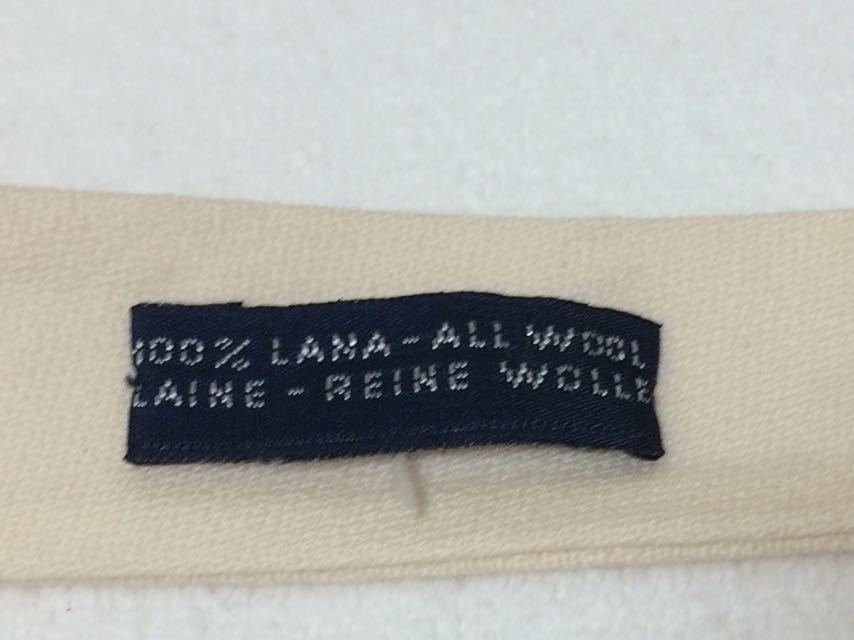 100% LANA - ALL WOOL
LAINE - REINE WOLLE